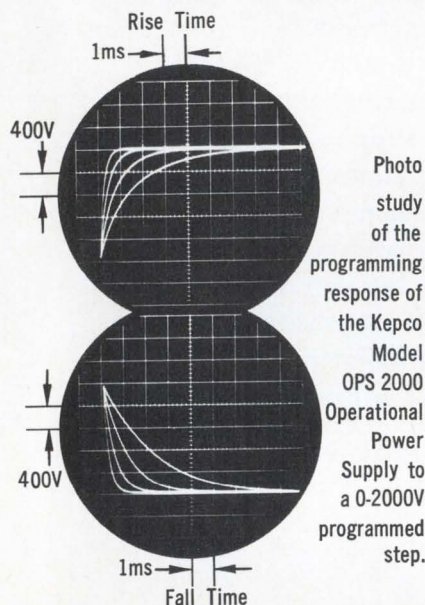 Rise Time
1ms
400V
Photo
study
of the
programming
response of
the Kepco
Model
OPS 2000
Operational
Power
Supply to
a 0-2000V
programmed
step.
400V
1ms
Fall Time